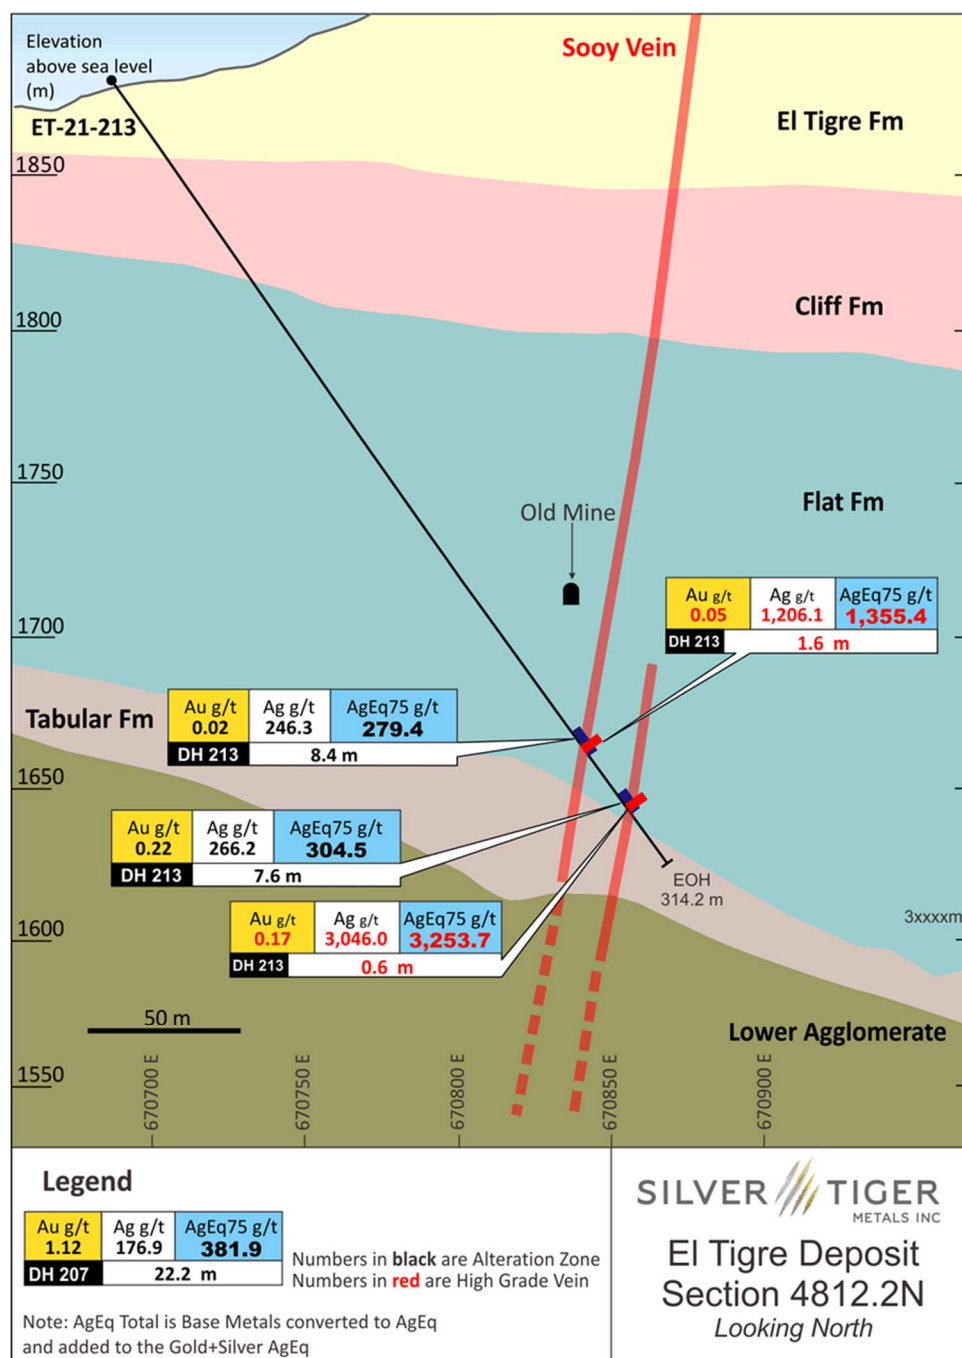 Elevation
above sea level
(m)
ET-21-213
Sooy Vein
El Tigre Fm
1850
Cliff Fm
1800
1750
Flat Fm
Old Mine
Au g/t Ag g/t AgEq75 g/t
0.05 1,206.1 1,355.4
DH 213 1.6 m
1700
Tabular Fm
Au g/t Ag g/t AgEq75 g/t
0.02 246.3 279.4
DH 213 8.4 m
1650
Au g/t Ag g/t AgEq75 g/t
0.22 266.2 304.5
DH 213 7.6 m
EOH
314.2 m
Au g/t Ag g/t AgEq75 g/t
0.17 3,046.0 3,253.7
DH 213 0.6 m
1600
3xxxxm
50 m
Lower Agglomerate
1550
670700 E
670750 E
670800 E
670850 E
670900 E
Legend
Au g/t Ag g/t AgEq75 g/t
1.12 176.9 381.9
DH 207 22.2 m
Numbers in black are Alteration Zone
Numbers in red are High Grade Vein
Note: AgEq Total is Base Metals converted to AgEq
and added to the Gold+Silver AgEq
SILVER TIGER
METALS INC
El Tigre Deposit
Section 4812.2N
Looking North